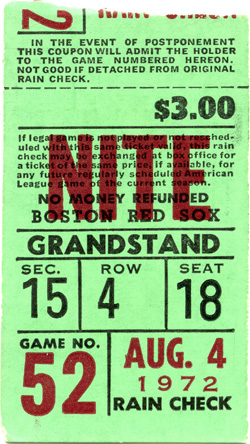 2 RAIN CHECK
IN THE EVENT OF POSTPONEMENT
THIS COUPON WILL ADMIT THE HOLDER
TO THE GAME NUMBERED HEREON.
NOT GOOD IF DETACHED FROM ORIGINAL
RAIN CHECK.
$3.00
If legal game is not played or not resched-
uled with this same ticket valid, this rain
check may be exchanged at box office for
a ticket of the same price, if available, for
any future regularly scheduled American
League game of the current season.
NITE
NO MONEY REFUNDED
BOSTON RED SOX
GRANDSTAND
SEC. ROW SEAT
15 4 18
GAME NO.
52
AUG. 4
1972
RAIN CHECK